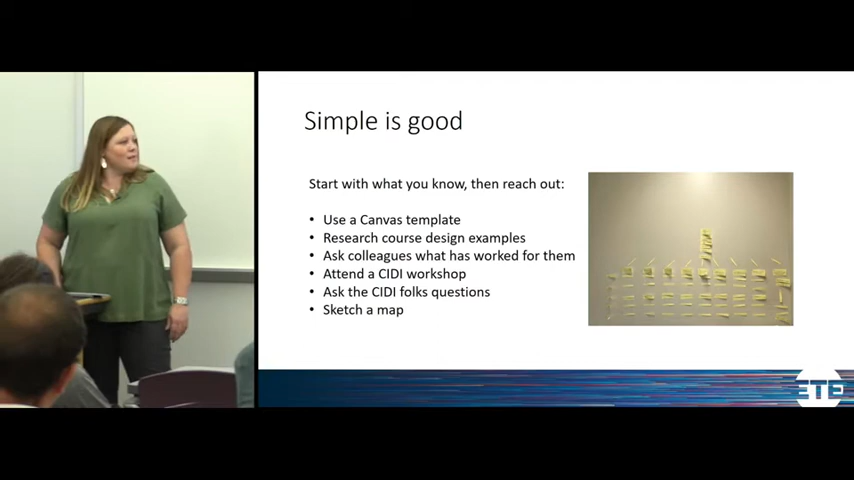 Simple is good
Start with what you know, then reach out:
• Use a Canvas template
• Research course design examples
• Ask colleagues what has worked for them
• Attend a CIDI workshop
• Ask the CIDI folks questions
• Sketch a map
ETE